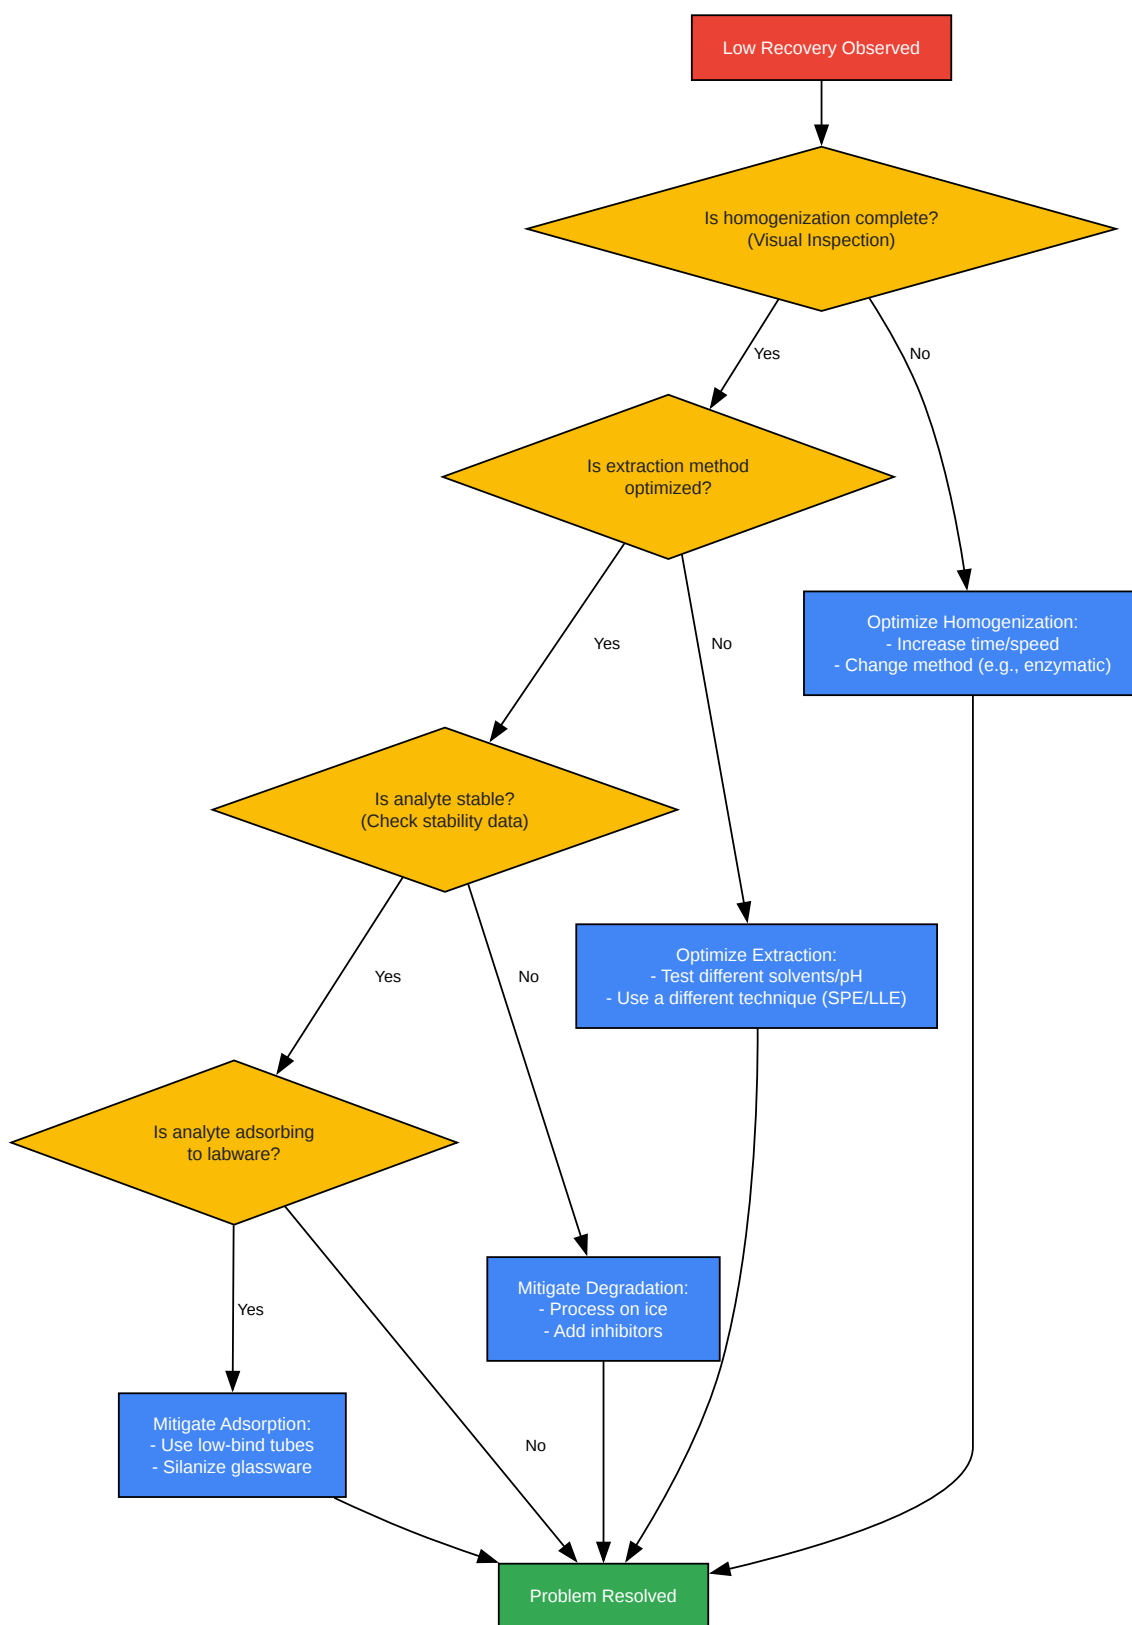 Low Recovery Observed
Is homogenization complete?
(Visual Inspection)
Yes
No
Is extraction method
optimized?
Yes
No
Optimize Homogenization:
- Increase time/speed
- Change method (e.g., enzymatic)
Is analyte stable?
(Check stability data)
Yes
No
Optimize Extraction:
- Test different solvents/pH
- Use a different technique (SPE/LLE)
Is analyte adsorbing
to labware?
Yes
No
Mitigate Degradation:
- Process on ice
- Add inhibitors
Mitigate Adsorption:
- Use low-bind tubes
- Silanize glassware
Problem Resolved